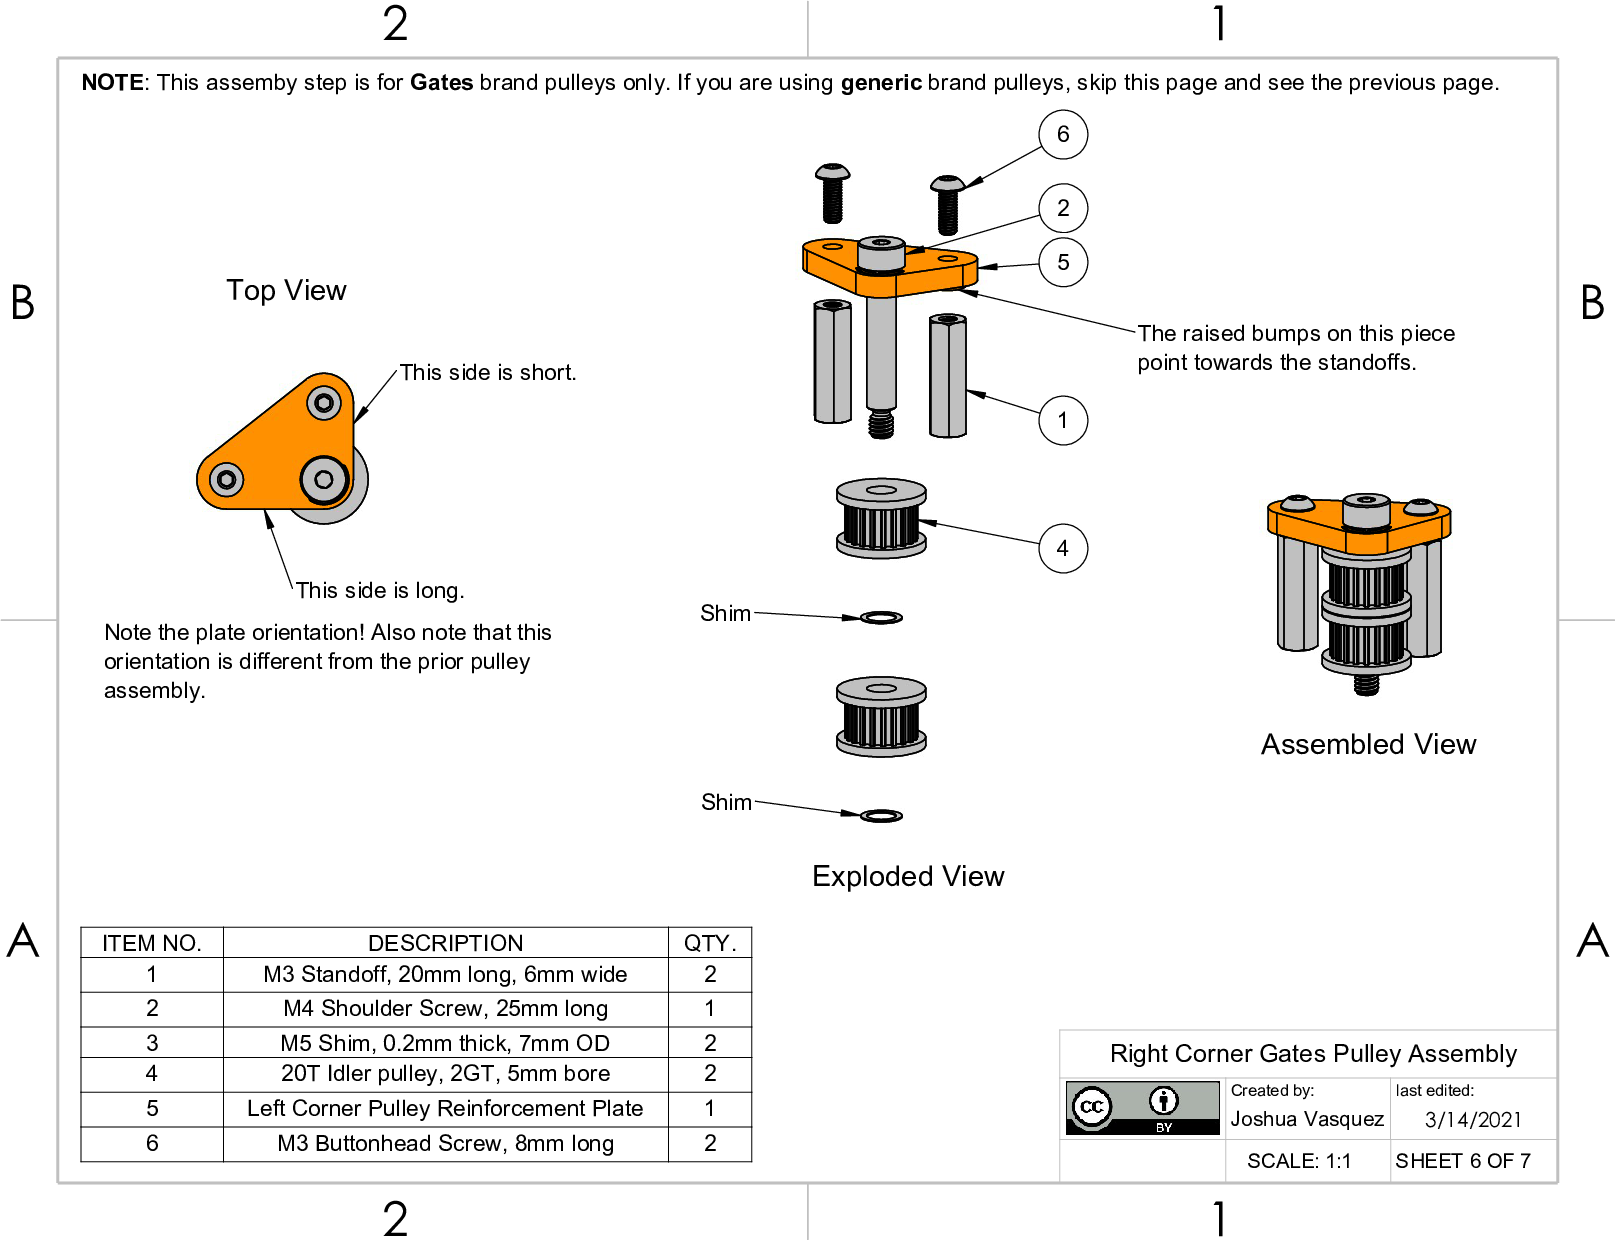 2
1
NOTE: This assemby step is for Gates brand pulleys only. If you are using generic brand pulleys, skip this page and see the previous page.
6
2
5
B
Top View
B
The raised bumps on this piece
point towards the standoffs.
This side is short.
1
4
This side is long.
Shim
Note the plate orientation! Also note that this
orientation is different from the prior pulley
assembly.
Assembled View
Shim
Exploded View
A
A
ITEM NO. DESCRIPTION QTY.
1 M3 Standoff, 20mm long, 6mm wide 2
2 M4 Shoulder Screw, 25mm long 1
3 M5 Shim, 0.2mm thick, 7mm OD 2
4 20T Idler pulley, 2GT, 5mm bore 2
5 Left Corner Pulley Reinforcement Plate 1
6 M3 Buttonhead Screw, 8mm long 2
Right Corner Gates Pulley Assembly
cc
BY
Created by:
Joshua Vasquez
last edited:
3/14/2021
SCALE: 1:1
SHEET 6 OF 7
2
1